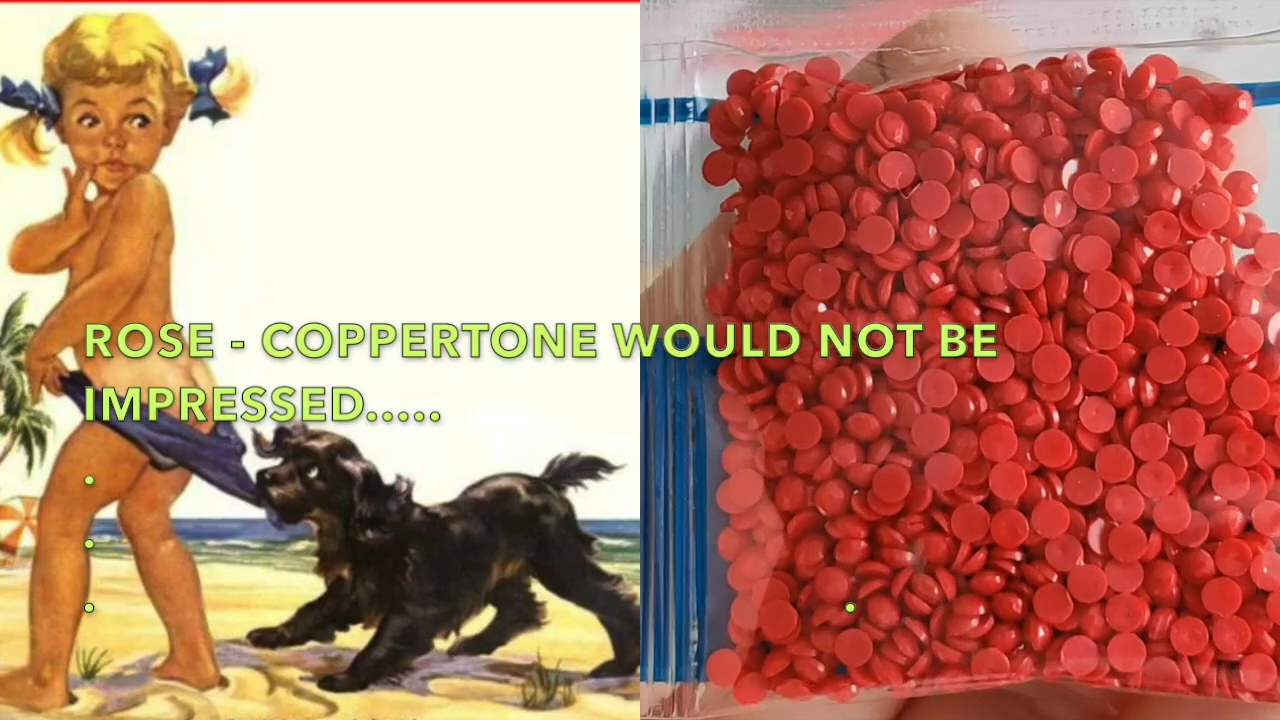 ROSE - COPPERTONE WOULD NOT BE
IMPRESSED.....